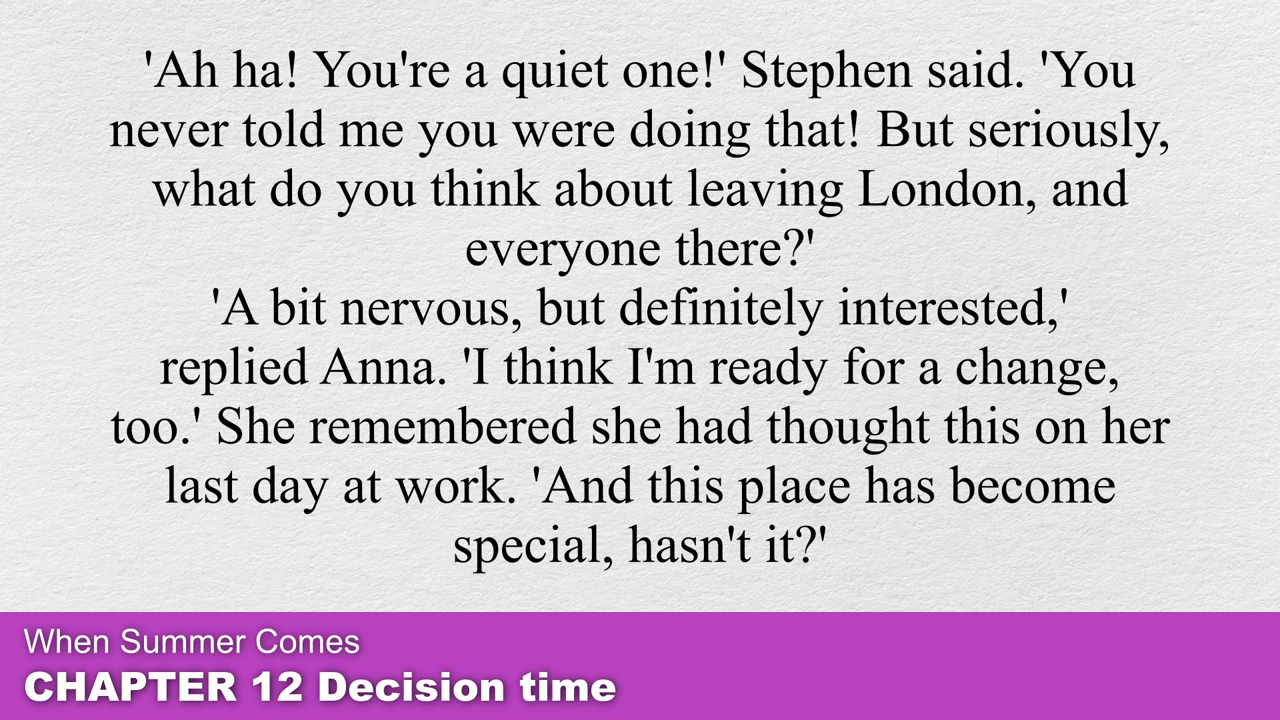 'Ah ha! You're a quiet one!' Stephen said. 'You
never told me you were doing that! But seriously,
what do you think about leaving London, and
everyone there?'
'A bit nervous, but definitely interested,'
replied Anna. 'I think I'm ready for a change,
too.' She remembered she had thought this on her
last day at work. 'And this place has become
special, hasn't it?'
When Summer Comes
CHAPTER 12 Decision time